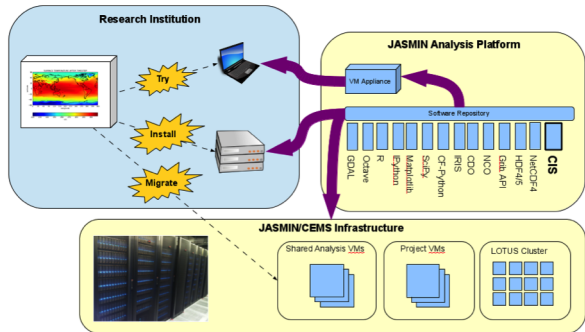 Research Institution
Try
Install
Migrate
JASMIN Analysis Platform
VM Appliance
Software Repository
GDAL
Octave
R
IPython
Matplotlib
SciPy
CF-Python
IRIS
CDO
NCO
Grib API
HDF4/5
NetCDF4
CIS
JASMIN/CEMS Infrastructure
Shared Analysis VMs
Project VMs
LOTUS Cluster